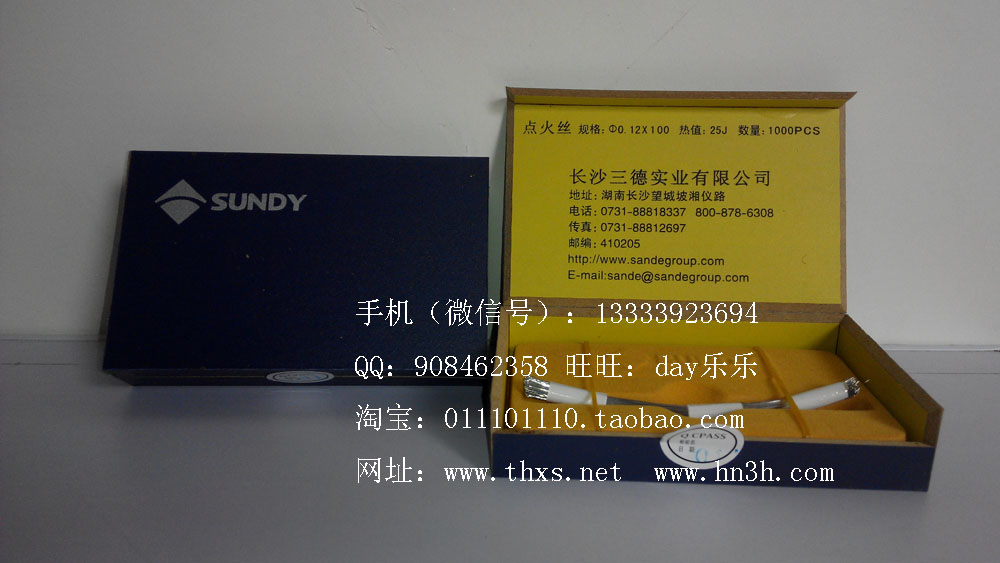 SUNDY
点火丝 规格: Φ0.12X100 热值: 25J 数量: 1000PCS
长沙三德实业有限公司
地址: 湖南长沙望城坡湘仪路
电话: 0731-88818337 800-878-6308
传真: 0731-88812697
邮编: 410205
http://www.sandegroup.com
E-mail:sande@sandegroup.com
手机（微信号）: 13333923694
QQ: 908462358 旺旺: day乐乐
淘宝: 011101110.taobao.com
网址: www.thxs.net www.hn3h.com
Q CPASS